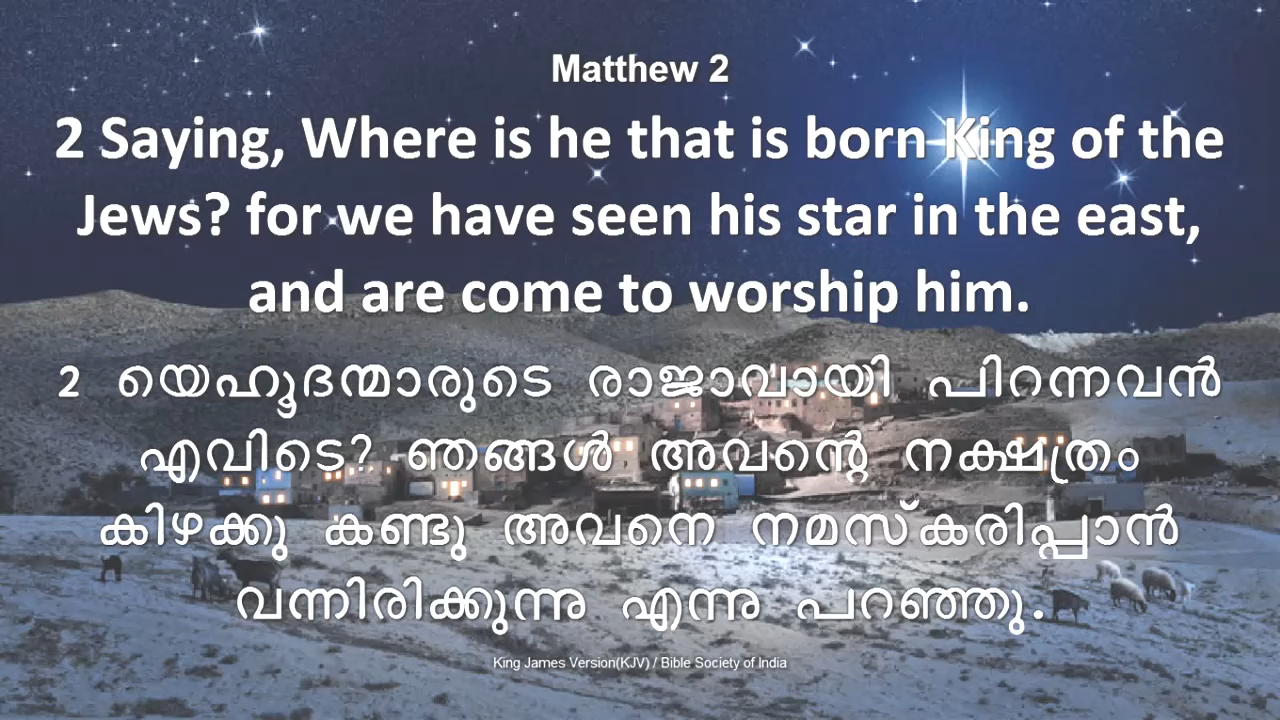 Matthew 2
2 Saying, Where is he that is born King of the
Jews? for we have seen his star in the east,
and are come to worship him.
2 യെഹൂദന്മാരുടെ രാജാവായി പിറന്നവൻ
എവിടെ? ഞങ്ങൾ അവന്റെ നക്ഷത്രം
കിഴക്കു കണ്ടു അവനെ നമസ്കരിപ്പാൻ
വന്നിരിക്കുന്നു എന്നു പറഞ്ഞു.
King James Version(KJV) / Bible Society of India